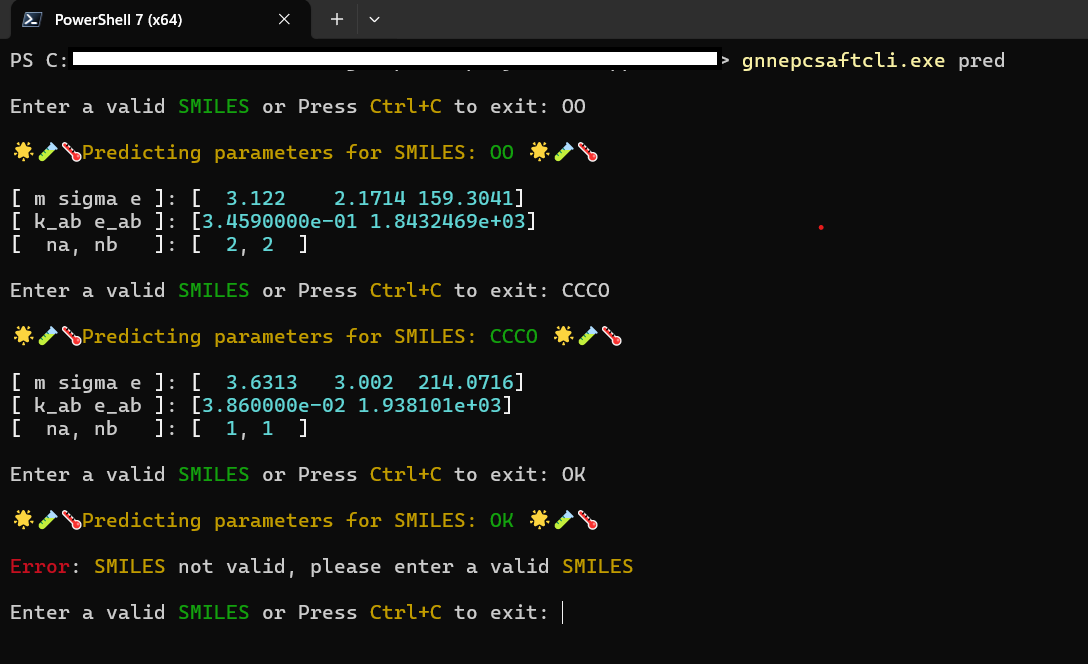 PowerShell 7 (x64)
PS C: > gnnepcsaftcli.exe pred
Enter a valid SMILES or Press Ctrl+C to exit: OO
🌟🧪🌡️Predicting parameters for SMILES: OO 🌟🧪🌡️
[ m sigma e ]: [  3.122    2.1714 159.3041]
[ k_ab e_ab ]: [3.4590000e-01 1.8432469e+03]
[  na, nb   ]: [  2, 2  ]
Enter a valid SMILES or Press Ctrl+C to exit: CCCO
🌟🧪🌡️Predicting parameters for SMILES: CCCO 🌟🧪🌡️
[ m sigma e ]: [  3.6313   3.002  214.0716]
[ k_ab e_ab ]: [3.860000e-02 1.938101e+03]
[  na, nb   ]: [  1, 1  ]
Enter a valid SMILES or Press Ctrl+C to exit: OK
🌟🧪🌡️Predicting parameters for SMILES: OK 🌟🧪🌡️
Error: SMILES not valid, please enter a valid SMILES
Enter a valid SMILES or Press Ctrl+C to exit: